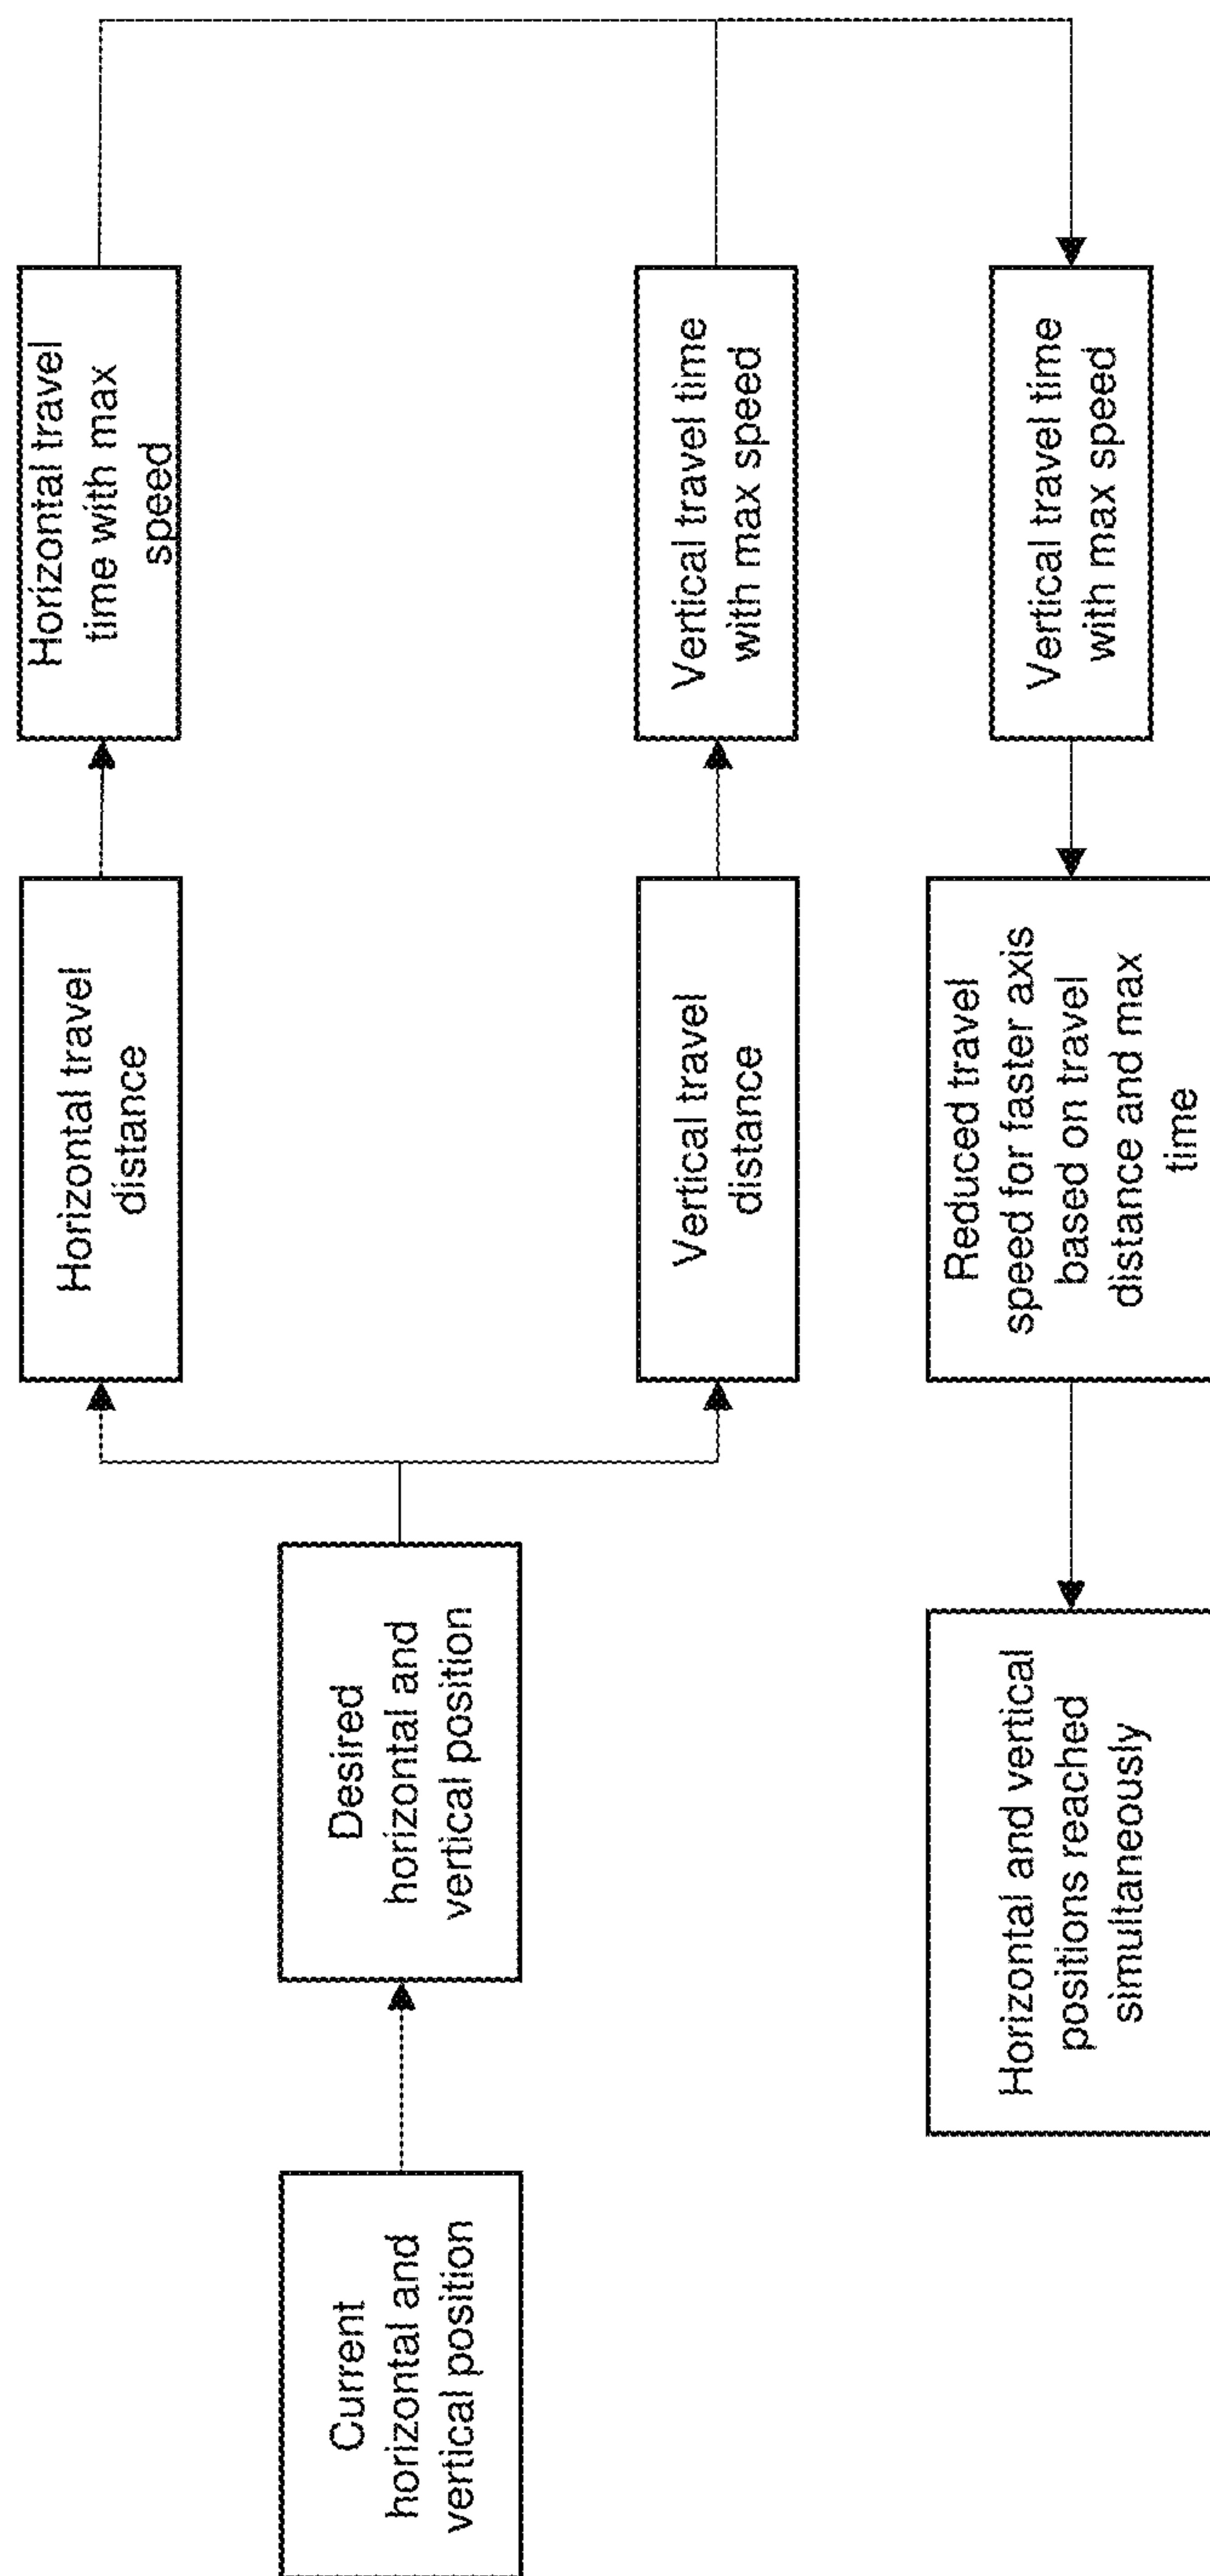 Current
horizontal and
vertical position
Desired
horizontal and
vertical position
Horizontal travel
distance
Horizontal travel
time with max
speed
Vertical travel
distance
Vertical travel time
with max speed
Vertical travel time
with max speed
Reduced travel
speed for faster axis
based on travel
distance and max
time
Horizontal and vertical
positions reached
simultaneously